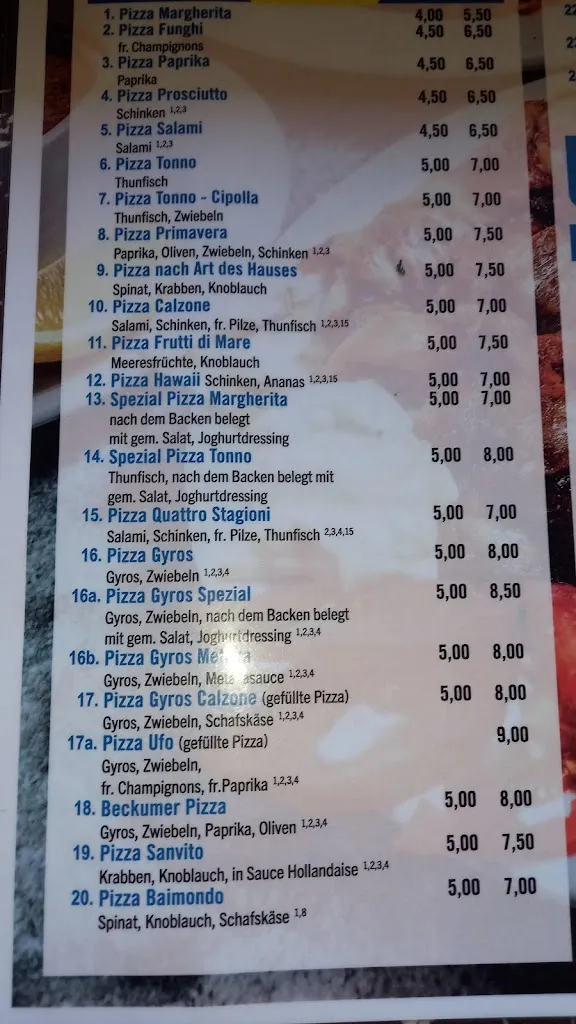 1. Pizza Margherita 4,00 5,50
2. Pizza Funghi 4,50 6,50
fr. Champignons
3. Pizza Paprika 4,50 6,50
Paprika
4. Pizza Prosciutto 4,50 6,50
Schinken 1,2,3
5. Pizza Salami 4,50 6,50
Salami 1,2,3
6. Pizza Tonno 5,00 7,00
Thunfisch
7. Pizza Tonno - Cipolla 5,00 7,00
Thunfisch, Zwiebeln
8. Pizza Primavera 5,00 7,50
Paprika, Oliven, Zwiebeln, Schinken 1,2,3
9. Pizza nach Art des Hauses 5,00 7,50
Spinat, Krabben, Knoblauch
10. Pizza Calzone 5,00 7,00
Salami, Schinken, fr. Pilze, Thunfisch 1,2,3,15
11. Pizza Frutti di Mare 5,00 7,50
Meeresfrüchte, Knoblauch
12. Pizza Hawaii Schinken, Ananas 1,2,3,15 5,00 7,00
13. Spezial Pizza Margherita 5,00 7,00
nach dem Backen belegt
mit gem. Salat, Joghurtdressing
14. Spezial Pizza Tonno 5,00 8,00
Thunfisch, nach dem Backen belegt mit
gem. Salat, Joghurtdressing
15. Pizza Quattro Stagioni 5,00 7,00
Salami, Schinken, fr. Pilze, Thunfisch 2,3,4,15
16. Pizza Gyros 5,00 8,00
Gyros, Zwiebeln 1,2,3,4
16a. Pizza Gyros Spezial 5,00 8,50
Gyros, Zwiebeln, nach dem Backen belegt
mit gem. Salat, Joghurtdressing 1,2,3,4
16b. Pizza Gyros 5,00 8,00
Gyros, Zwiebeln, 1,2,3,4
17. Pizza Gyros Calzone (gefüllte Pizza) 5,00 8,00
Gyros, Zwiebeln, Schafskäse 1,2,3,4
17a. Pizza Ufo (gefüllte Pizza) 9,00
Gyros, Zwiebeln,
fr. Champignons, fr.Paprika 1,2,3,4
18. Beckumer Pizza 5,00 8,00
Gyros, Zwiebeln, Paprika, Oliven 1,2,3,4
19. Pizza Sanvito 5,00 7,50
Krabben, Knoblauch, in Sauce Hollandaise 1,2,3,4
20. Pizza Baimondo 5,00 7,00
Spinat, Knoblauch, Schafskäse 1,8